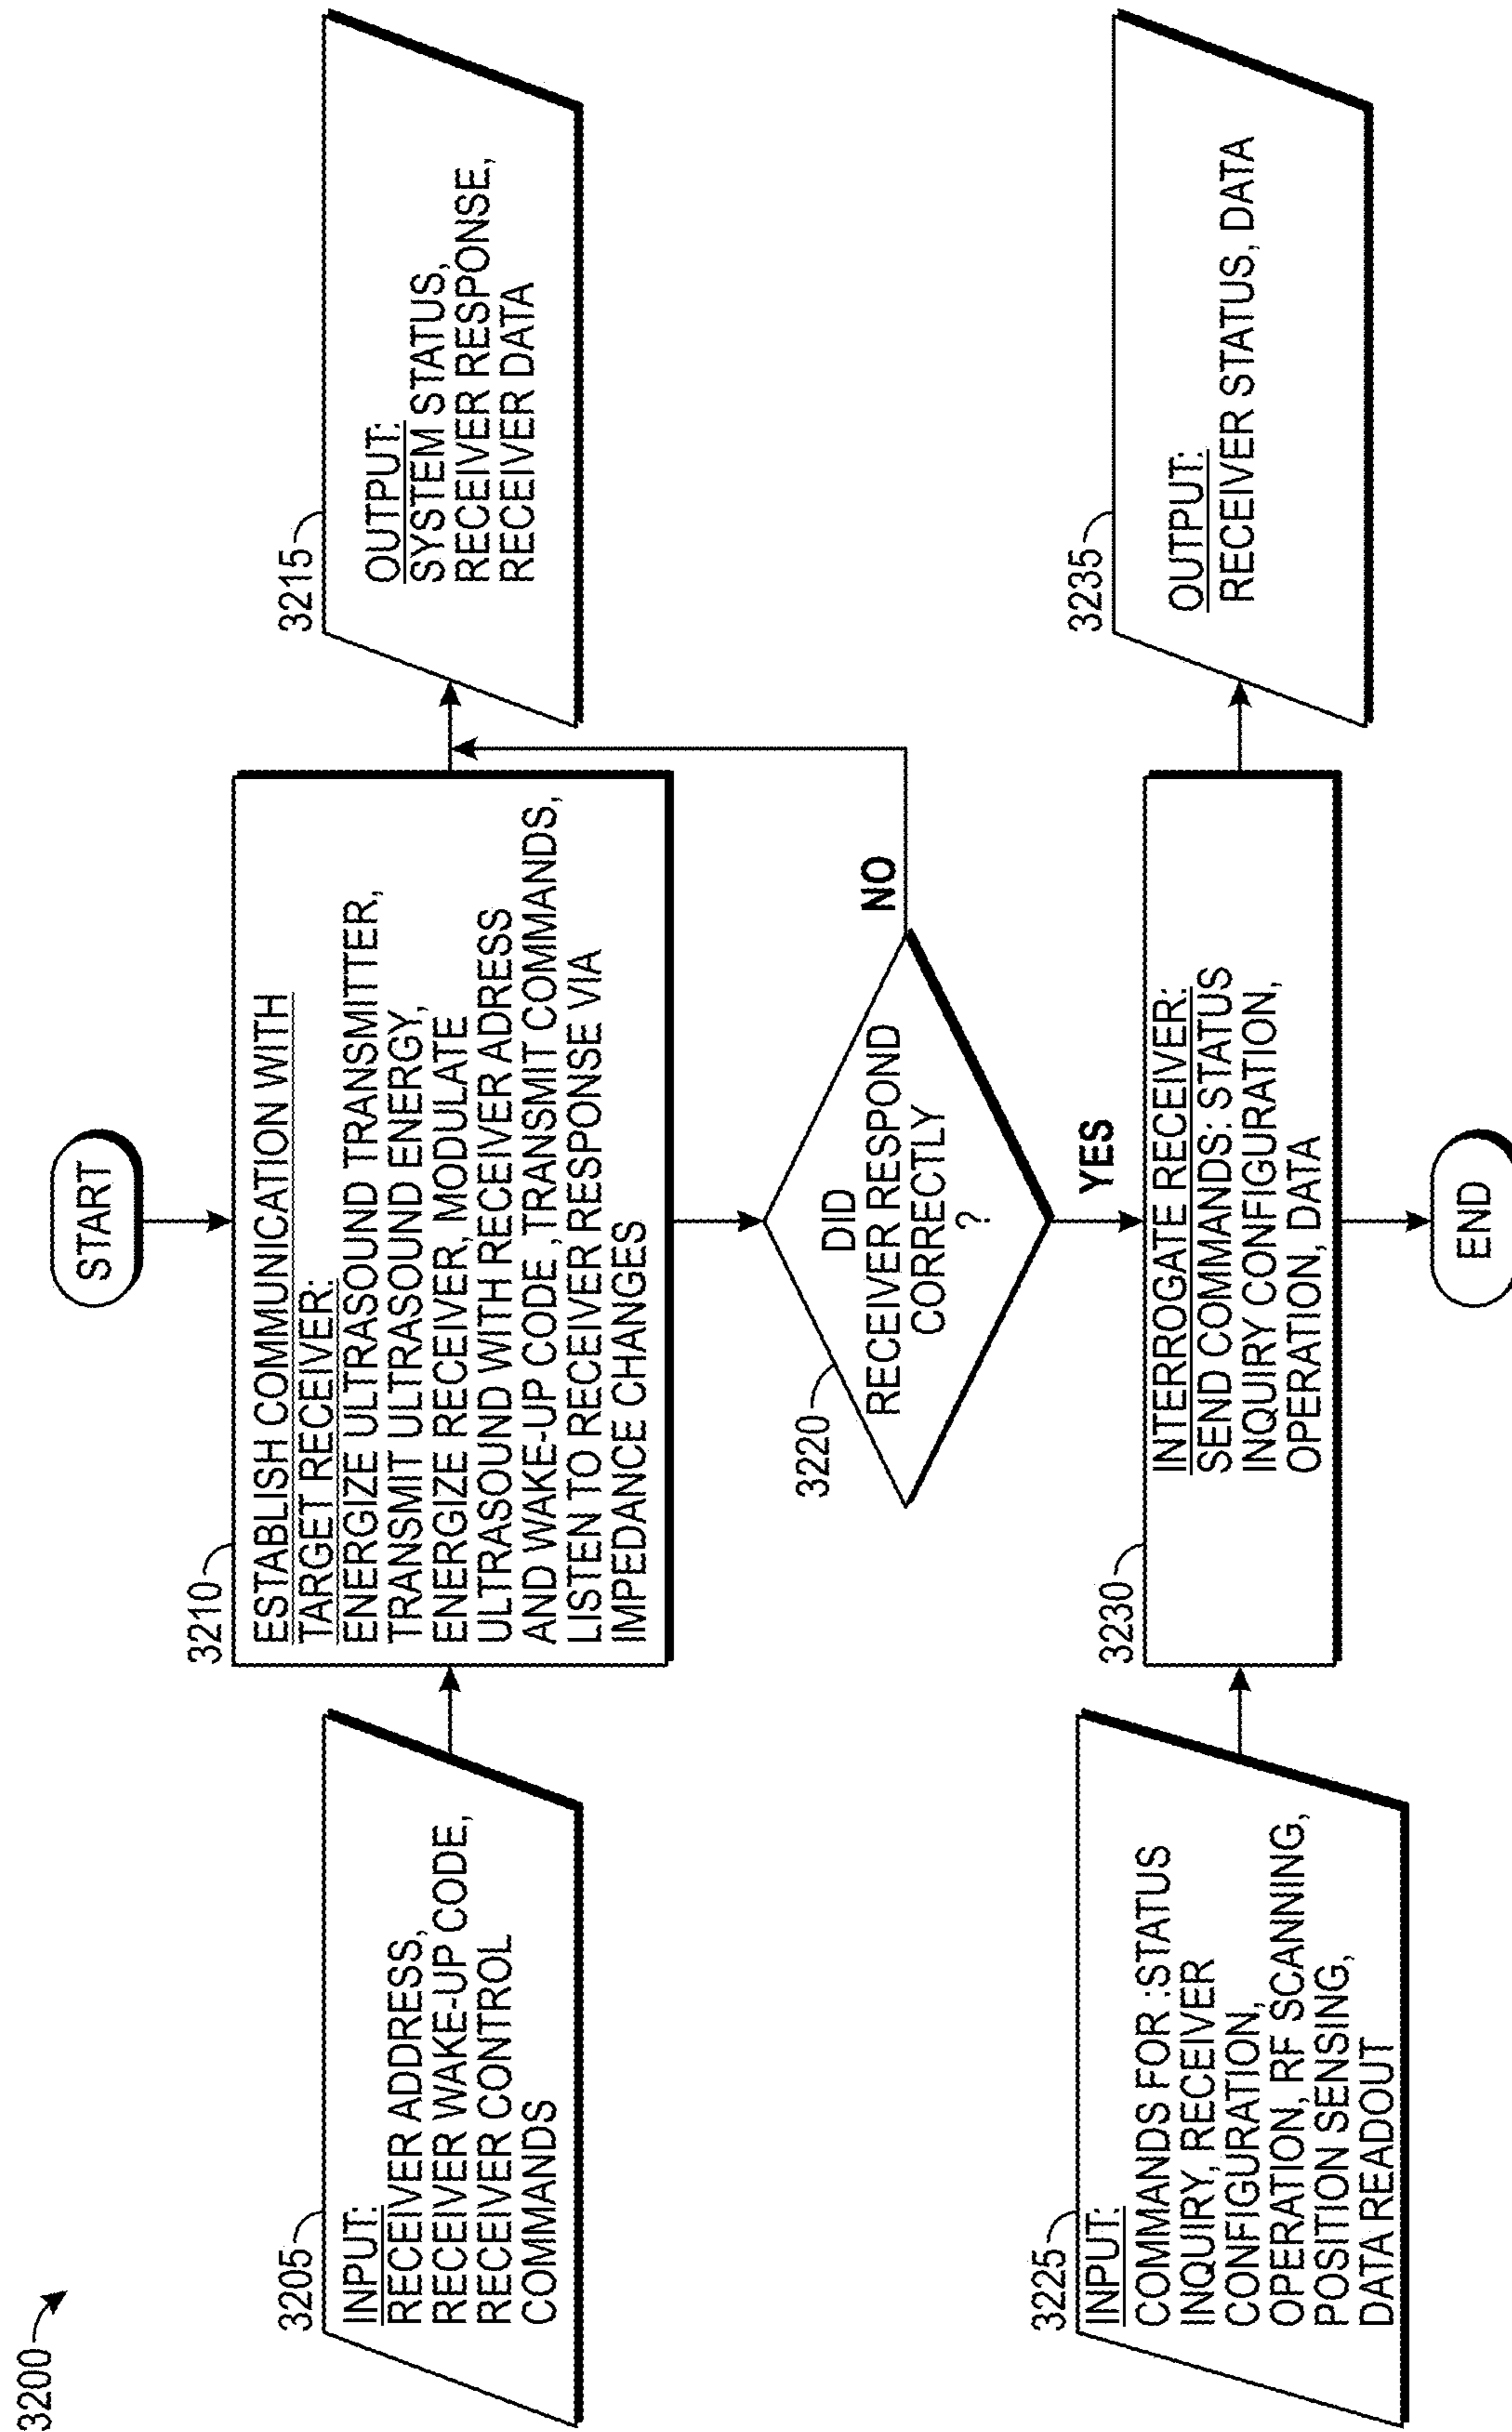 3200
START
3205
INPUT:
RECEIVER ADDRESS,
RECEIVER WAKE-UP CODE,
RECEIVER CONTROL
COMMANDS
3210
ESTABLISH COMMUNICATION WITH
TARGET RECEIVER:
ENERGIZE ULTRASOUND TRANSMITTER,
TRANSMIT ULTRASOUND ENERGY,
ENERGIZE RECEIVER, MODULATE
ULTRASOUND WITH RECEIVER ADDRESS
AND WAKE-UP CODE ,TRANSMIT COMMANDS,
LISTEN TO RECEIVER RESPONSE VIA
IMPEDANCE CHANGES
3215
OUTPUT:
SYSTEM STATUS,
RECEIVER RESPONSE,
RECEIVER DATA
3220
DID
RECEIVER RESPOND
CORRECTLY
?
NO
YES
3225
INPUT:
COMMANDS FOR :STATUS
INQUIRY, RECEIVER
CONFIGURATION,
OPERATION, RF SCANNING,
POSITION SENSING,
DATA READOUT
3230
INTERROGATE RECEIVER:
SEND COMMANDS: STATUS
INQUIRY CONFIGURATION,
OPERATION, DATA
3235
OUTPUT:
RECEIVER STATUS, DATA
END